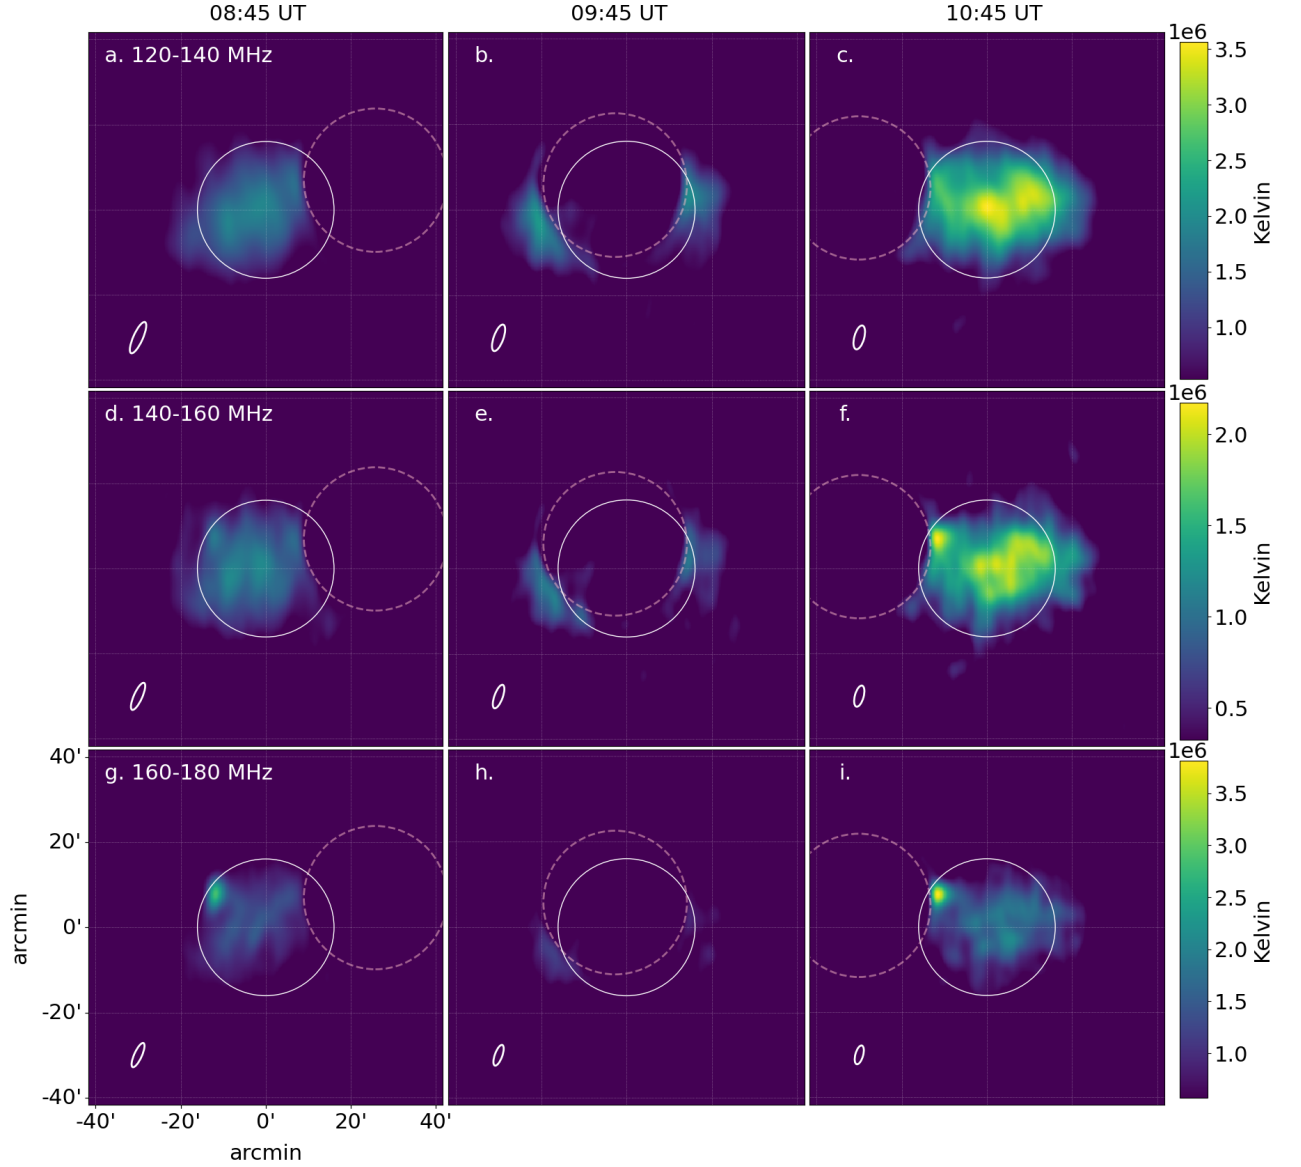 08:45 UT 09:45 UT 10:45 UT
a. 120-140 MHz b. c.
1e6
3.5
3.0
2.5
2.0
1.5
1.0
Kelvin
d. 140-160 MHz e. f.
1e6
2.0
1.5
1.0
0.5
Kelvin
g. 160-180 MHz h. i.
1e6
3.5
3.0
2.5
2.0
1.5
1.0
Kelvin
40'
20'
0'
-20'
-40'
arcmin
-40' -20' 0' 20' 40'
arcmin